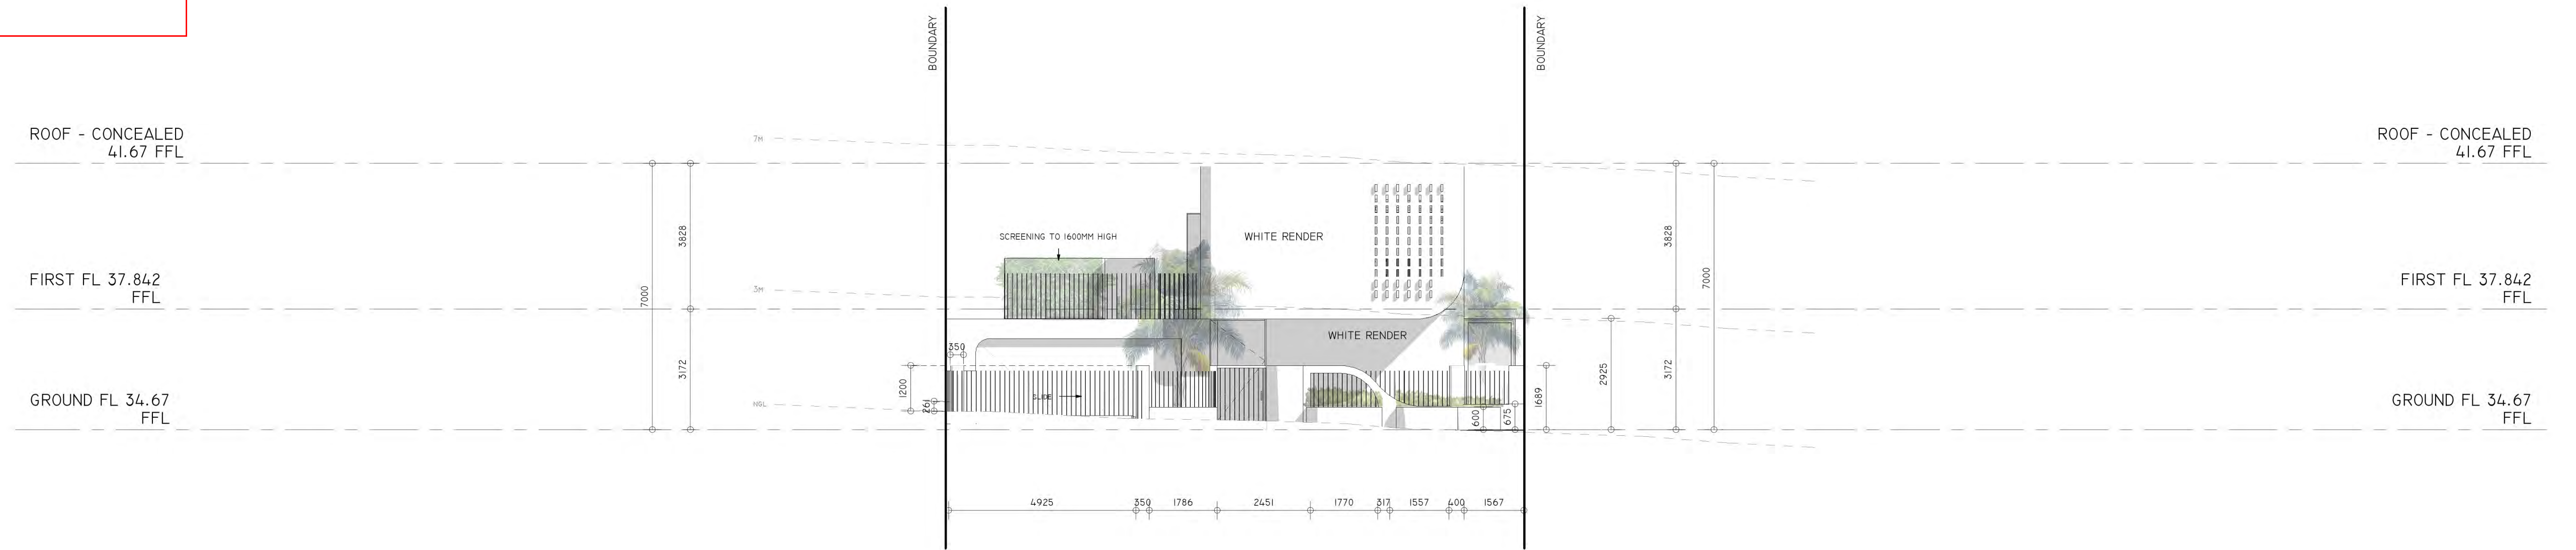 BOUNDARY
BOUNDARY
ROOF - CONCEALED
41.67 FFL
7M
ROOF - CONCEALED
41.67 FFL
3828
SCREENING TO 1600MM HIGH
WHITE RENDER
3828
FIRST FL 37.842
FFL
7000
3M
7000
FIRST FL 37.842
FFL
WHITE RENDER
350
3172
1200
261
2925
3172
1689
GROUND FL 34.67
FFL
NGL
SLIDE
600
675
GROUND FL 34.67
FFL
4925
350
1786
2451
1770
317
1557
400
1567